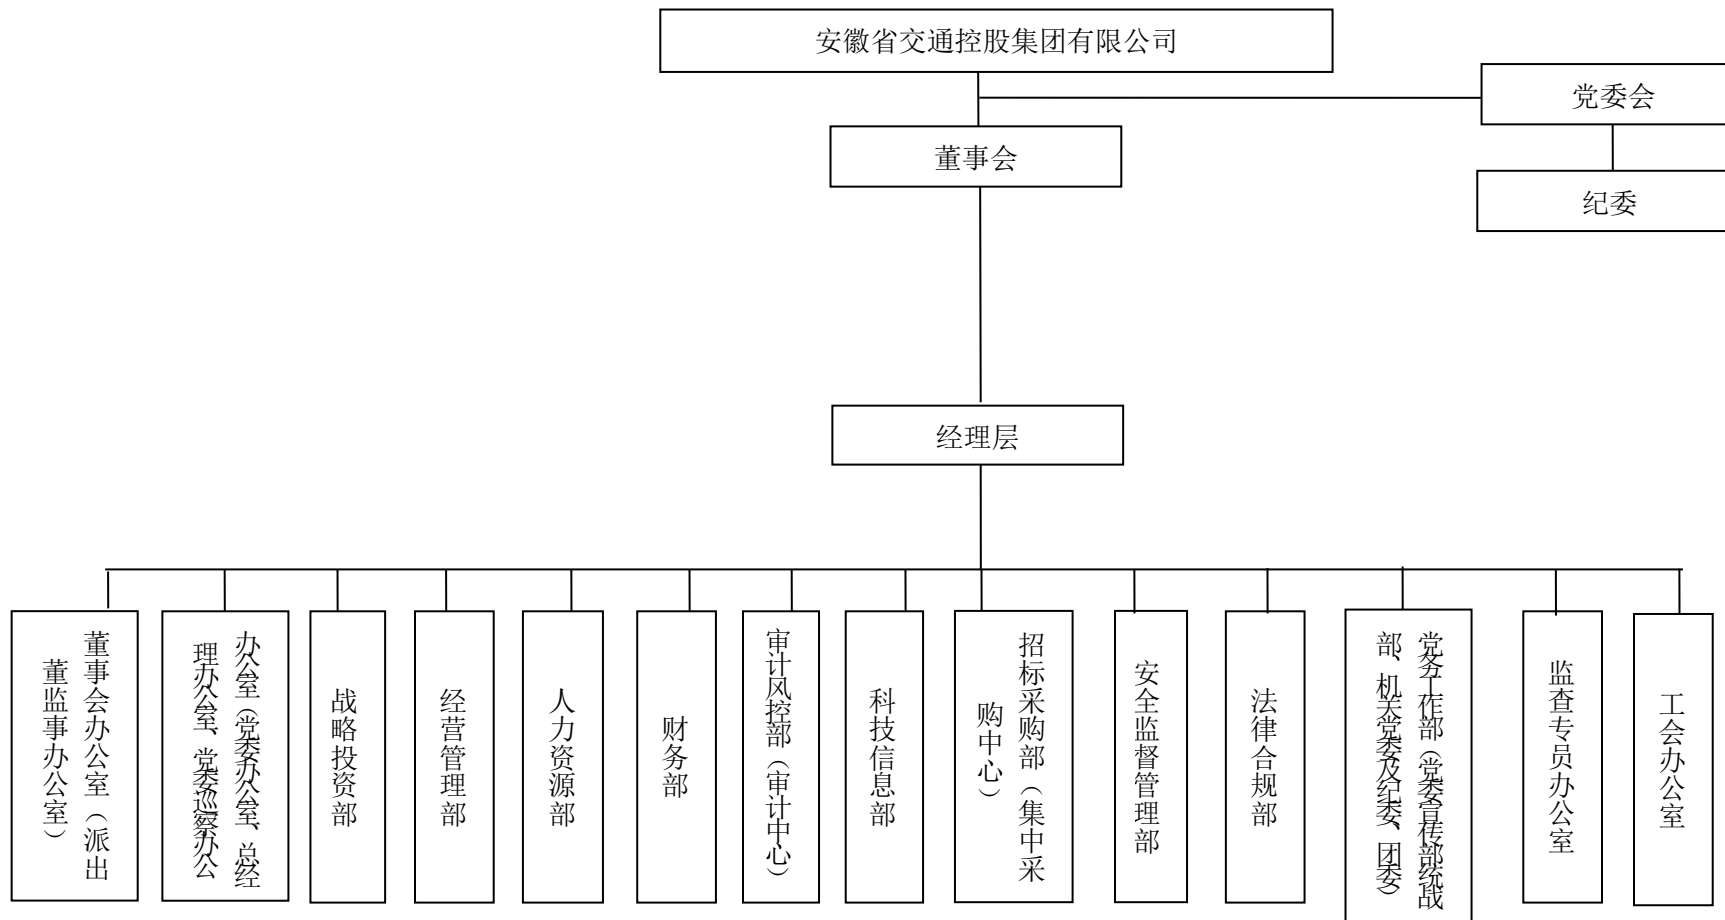 安徽省交通控股集团有限公司
党委会
董事会
纪委
经理层
董事会办公室（派出
董监事办公室）
办公室（党委办公室、总经
理办公室、党委巡察办公
战略投资部
经营管理部
人力资源部
财务部
审计风控部（审计中心）
科技信息部
招标采购部（集中采
购中心）
安全监督管理部
法律合规部
党务工作部（党委宣传部统战
部、机关党委及纪委、团委）
监查专员办公室
工会办公室